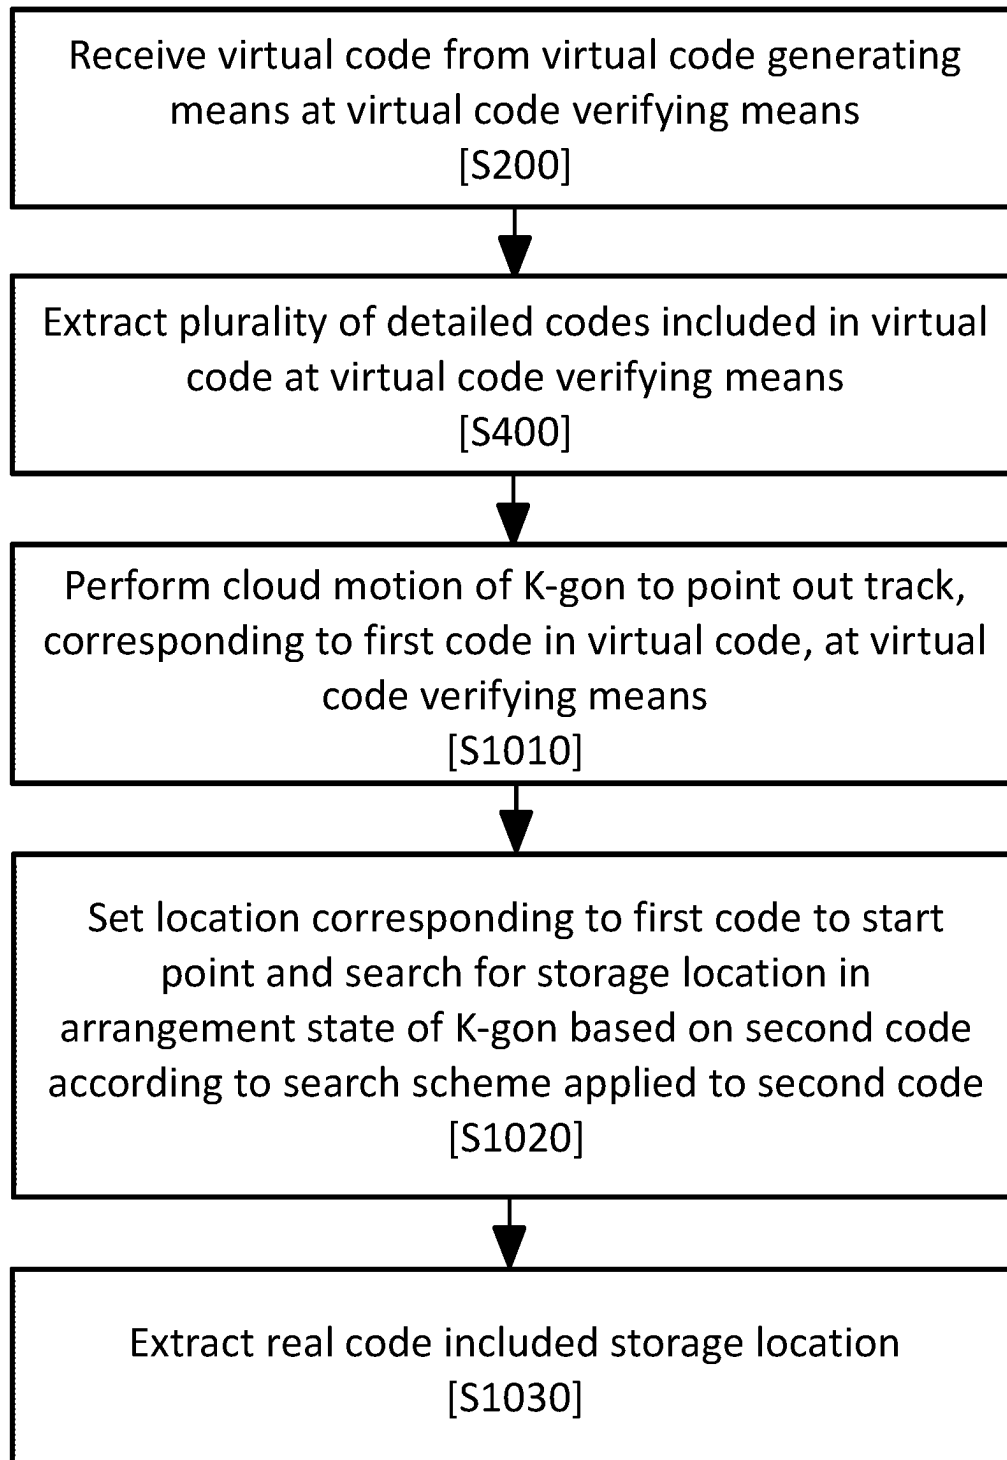 Receive virtual code from virtual code generating
means at virtual code verifying means
[S200]
Extract plurality of detailed codes included in virtual
code at virtual code verifying means
[S400]
Perform cloud motion of K-gon to point out track,
corresponding to first code in virtual code, at virtual
code verifying means
[S1010]
Set location corresponding to first code to start
point and search for storage location in
arrangement state of K-gon based on second code
according to search scheme applied to second code
[S1020]
Extract real code included storage location
[S1030]